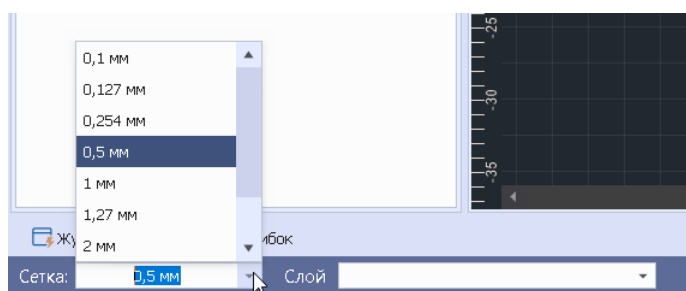 -25
0,1 мм
0,127 мм
-30
0,254 мм
0,5 мм
-35
1 мм
1,27 мм
2 мм
Сетка: 0,5 мм Слой